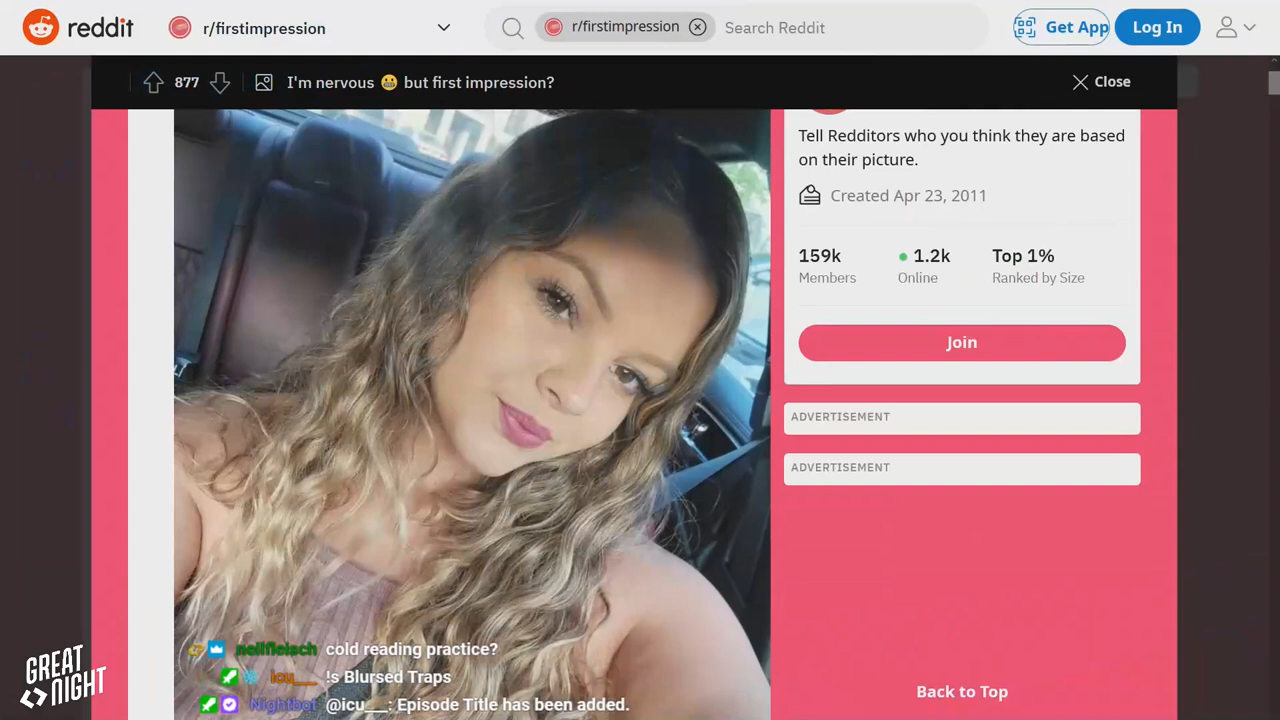 reddit
r/firstimpression
r/firstimpression
Search Reddit
Get App
Log In
877
I'm nervous 😬 but first impression?
Close
Tell Redditors who you think they are based
on their picture.
Created Apr 23, 2011
159k
1.2k
Top 1%
Members
Online
Ranked by Size
Join
ADVERTISEMENT
ADVERTISEMENT
Back to Top
neilfleisch cold reading practice?
icu___ !s Blursed Traps
Nightbot @icu___: Episode Title has been added.
GREAT
NIGHT